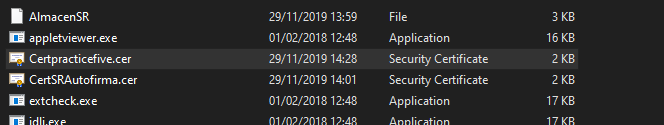 AlmacenSR 29/11/2019 13:59 File 3 KB
appletviewer.exe 01/02/2018 12:48 Application 16 KB
Certpracticefive.cer 29/11/2019 14:28 Security Certificate 2 KB
CertSRAutofirma.cer 29/11/2019 14:01 Security Certificate 2 KB
extcheck.exe 01/02/2018 12:48 Application 17 KB
idlj.exe 01/02/2018 12:48 Application 17 KB